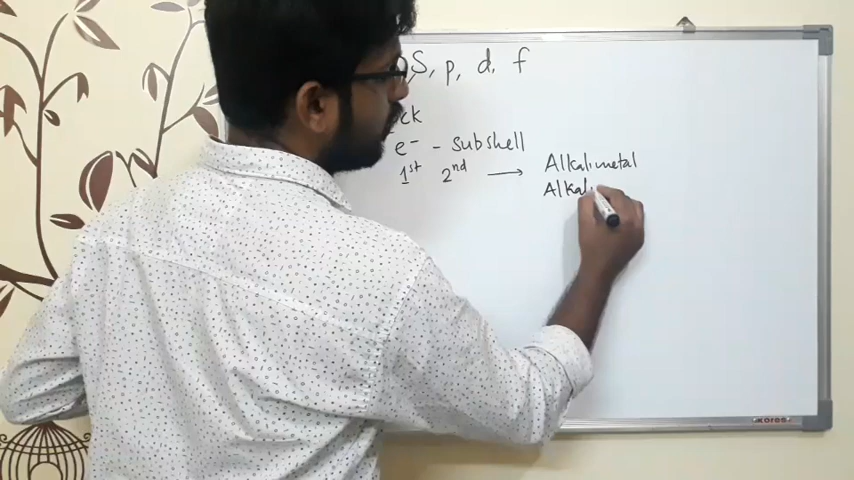 S, p, d, f
ck
e⁻ - Subshell
1st 2nd → Alkalimetal
Alkal
Kores